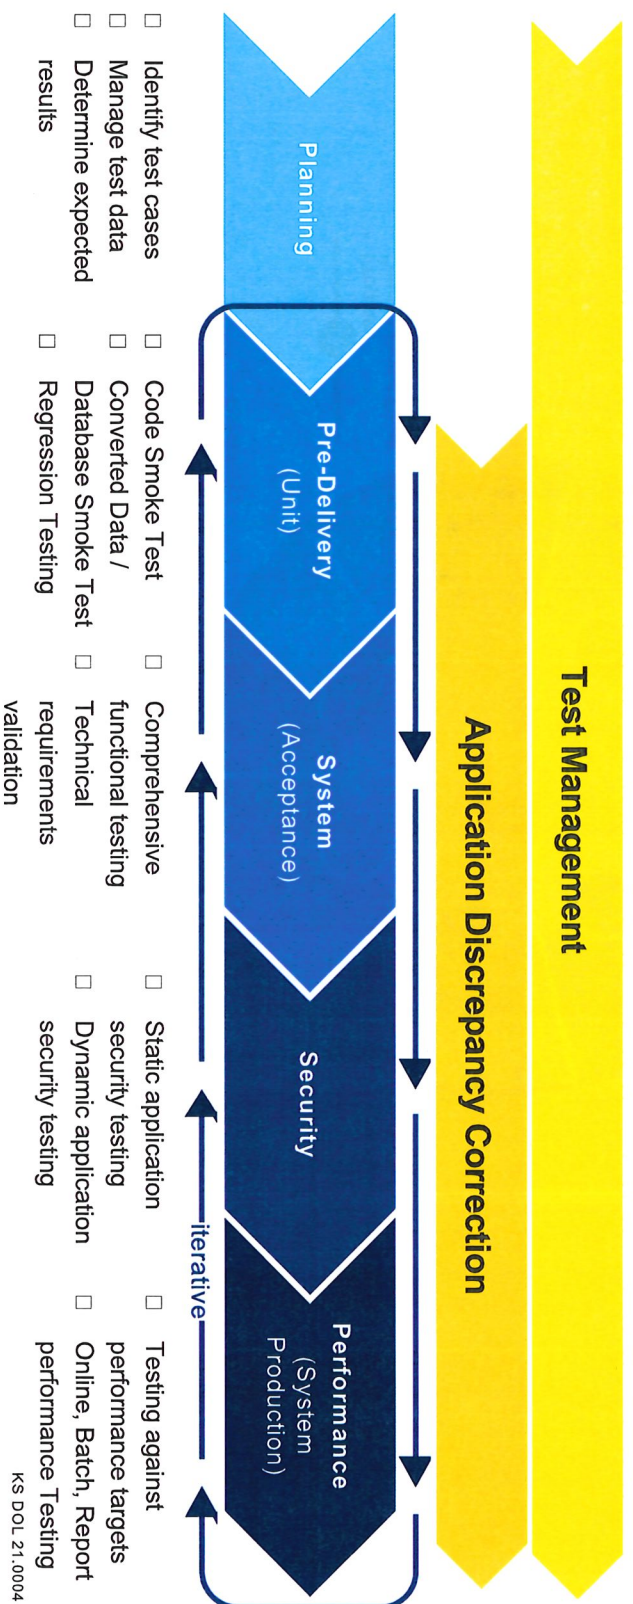 Test Management
Application Discrepancy Correction
Planning
Pre-Delivery
(Unit)
System
(Acceptance)
Security
Performance
(System
Production)
iterative
☐ Identify test cases
☐ Manage test data
☐ Determine expected
results
☐ Code Smoke Test
☐ Converted Data /
Database Smoke Test
☐ Regression Testing
☐ Comprehensive
functional testing
☐ Technical
requirements
validation
☐ Static application
security testing
☐ Dynamic application
security testing
☐ Testing against
performance targets
☐ Online, Batch, Report
performance Testing
KS DOL 21.0004